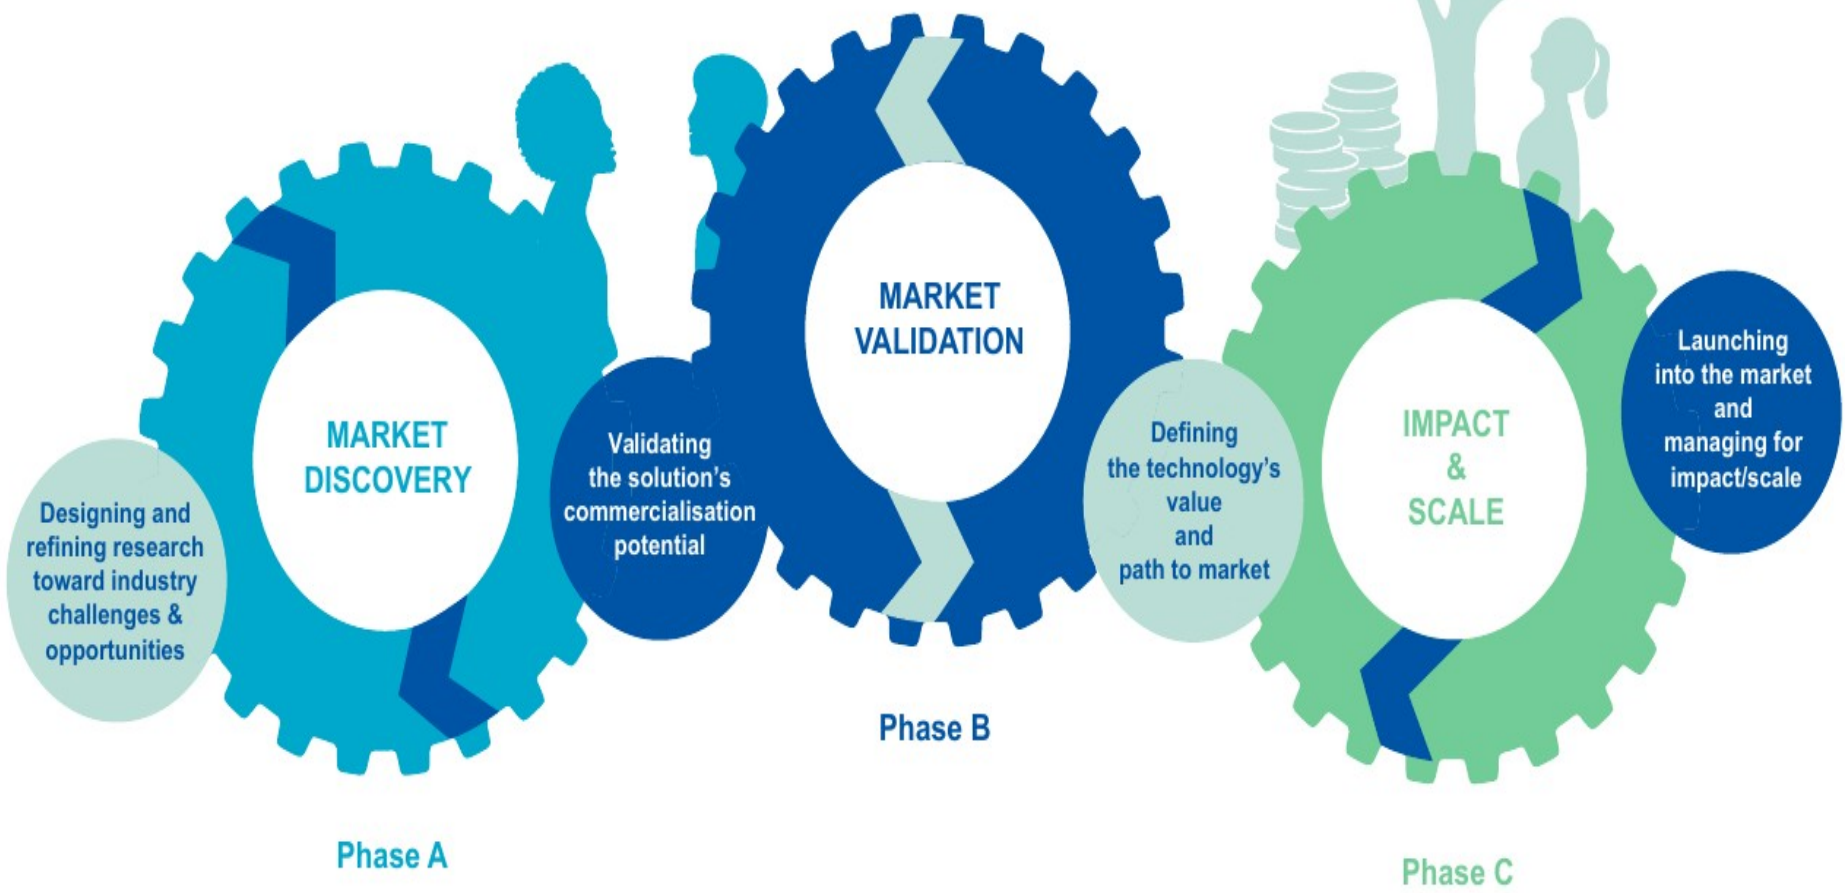 Designing and
refining research
toward industry
challenges &
opportunities
MARKET
DISCOVERY
Phase A
Validating
the solution's
commercialisation
potential
MARKET
VALIDATION
Phase B
Defining
the technology's
value
and
path to market
IMPACT
&
SCALE
Phase C
Launching
into the market
and
managing for
impact/scale